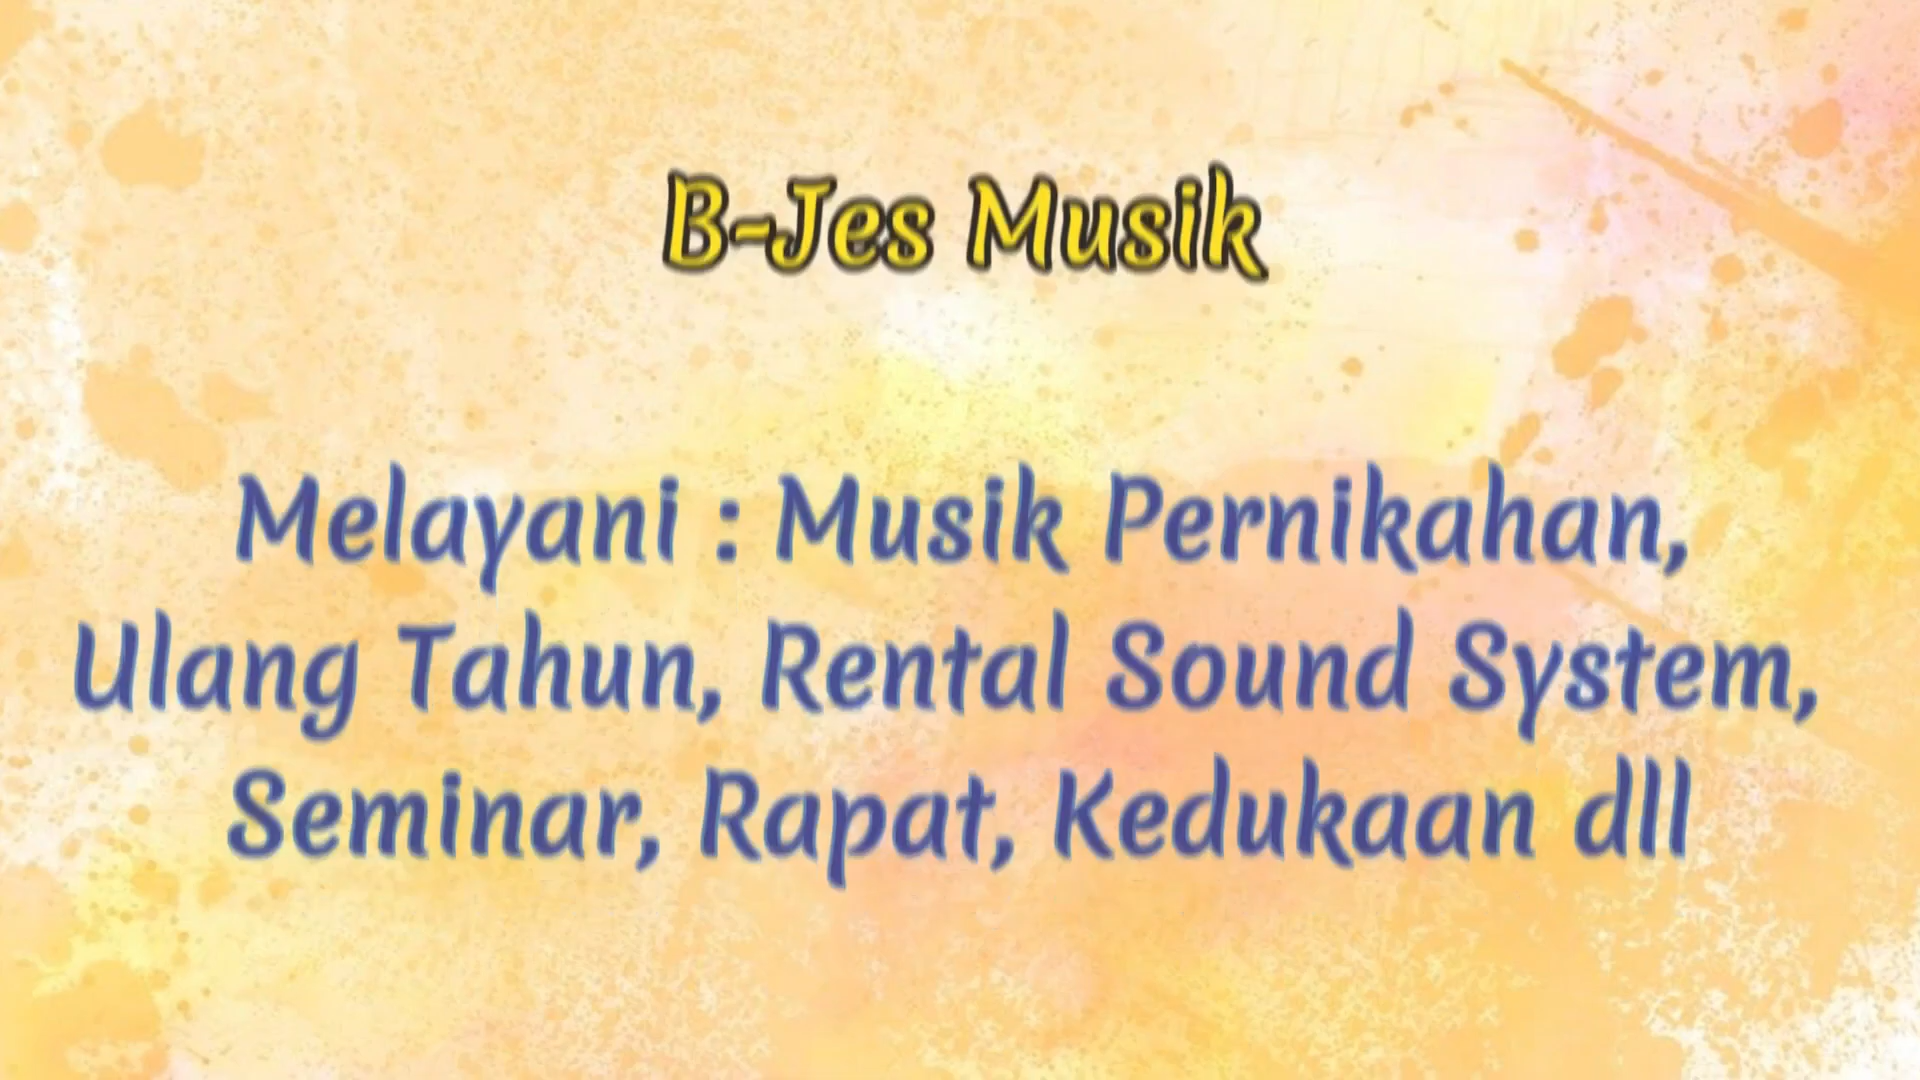 B-Jes Musik
Melayani : Musik Pernikahan,
Ulang Tahun, Rental Sound System,
Seminar, Rapat, Kedukaan dll